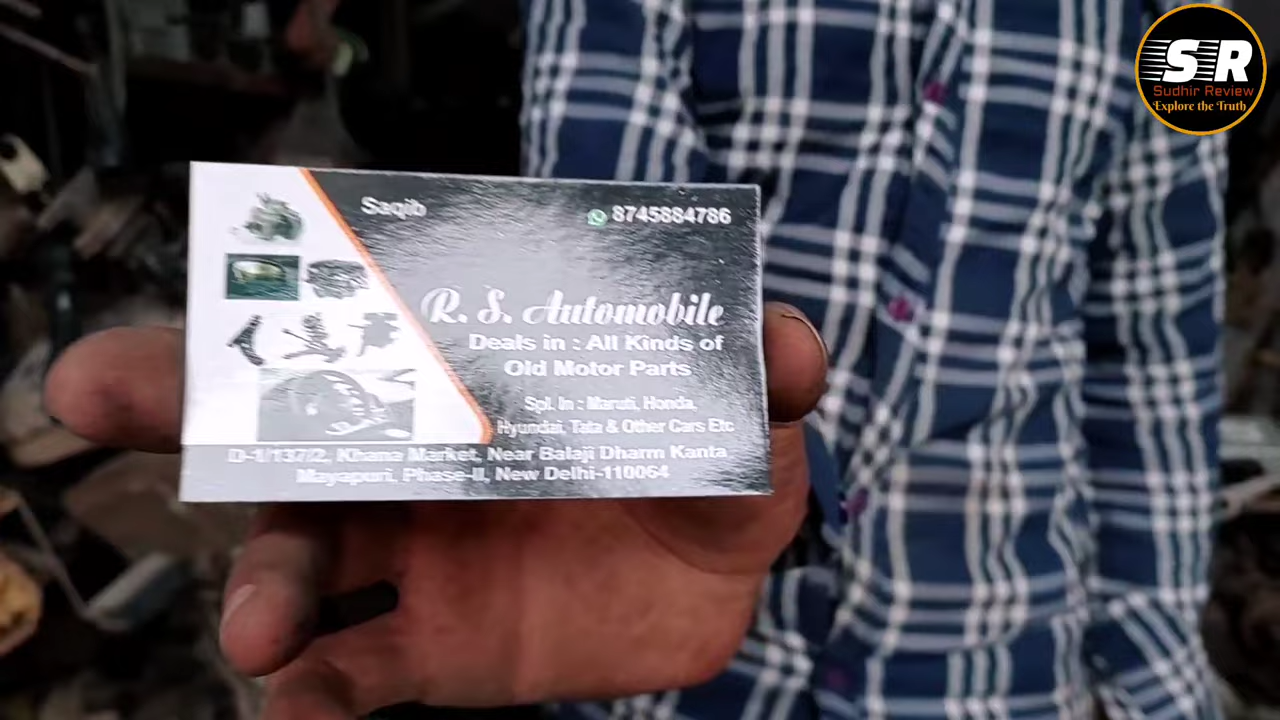 SR
Sudhir Review
Explore the Truth
Saqib
8745884786
R. S. Automobile
Deals in : All Kinds of
Old Motor Parts
Spl. In : Maruti, Honda,
Hyundai, Tata & Other Cars Etc
D-1/137/2, Khana Market, Near Balaji Dharm Kanta,
Mayapuri, Phase-II, New Delhi-110064